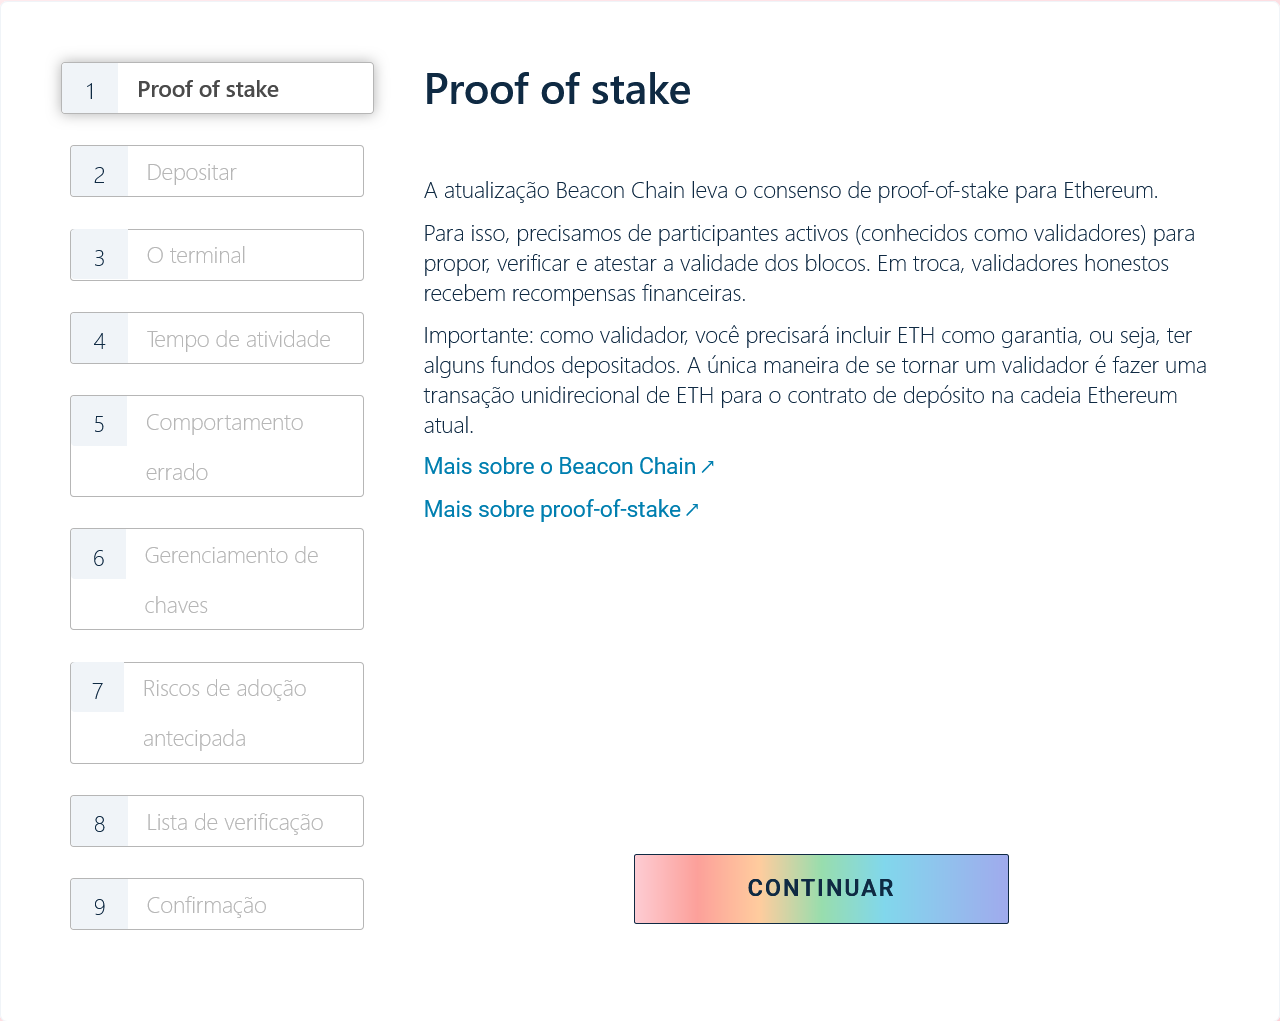 1 Proof of stake
2 Depositar
3 O terminal
4 Tempo de atividade
5 Comportamento
errado
6 Gerenciamento de
chaves
7 Riscos de adoção
antecipada
8 Lista de verificação
9 Confirmação
Proof of stake
A atualização Beacon Chain leva o consenso de proof-of-stake para Ethereum.
Para isso, precisamos de participantes activos (conhecidos como validadores) para
propor, verificar e atestar a validade dos blocos. Em troca, validadores honestos
recebem recompensas financeiras.
Importante: como validador, você precisará incluir ETH como garantia, ou seja, ter
alguns fundos depositados. A única maneira de se tornar um validador é fazer uma
transação unidirecional de ETH para o contrato de depósito na cadeia Ethereum
atual.
Mais sobre o Beacon Chain ↗
Mais sobre proof-of-stake ↗
CONTINUAR